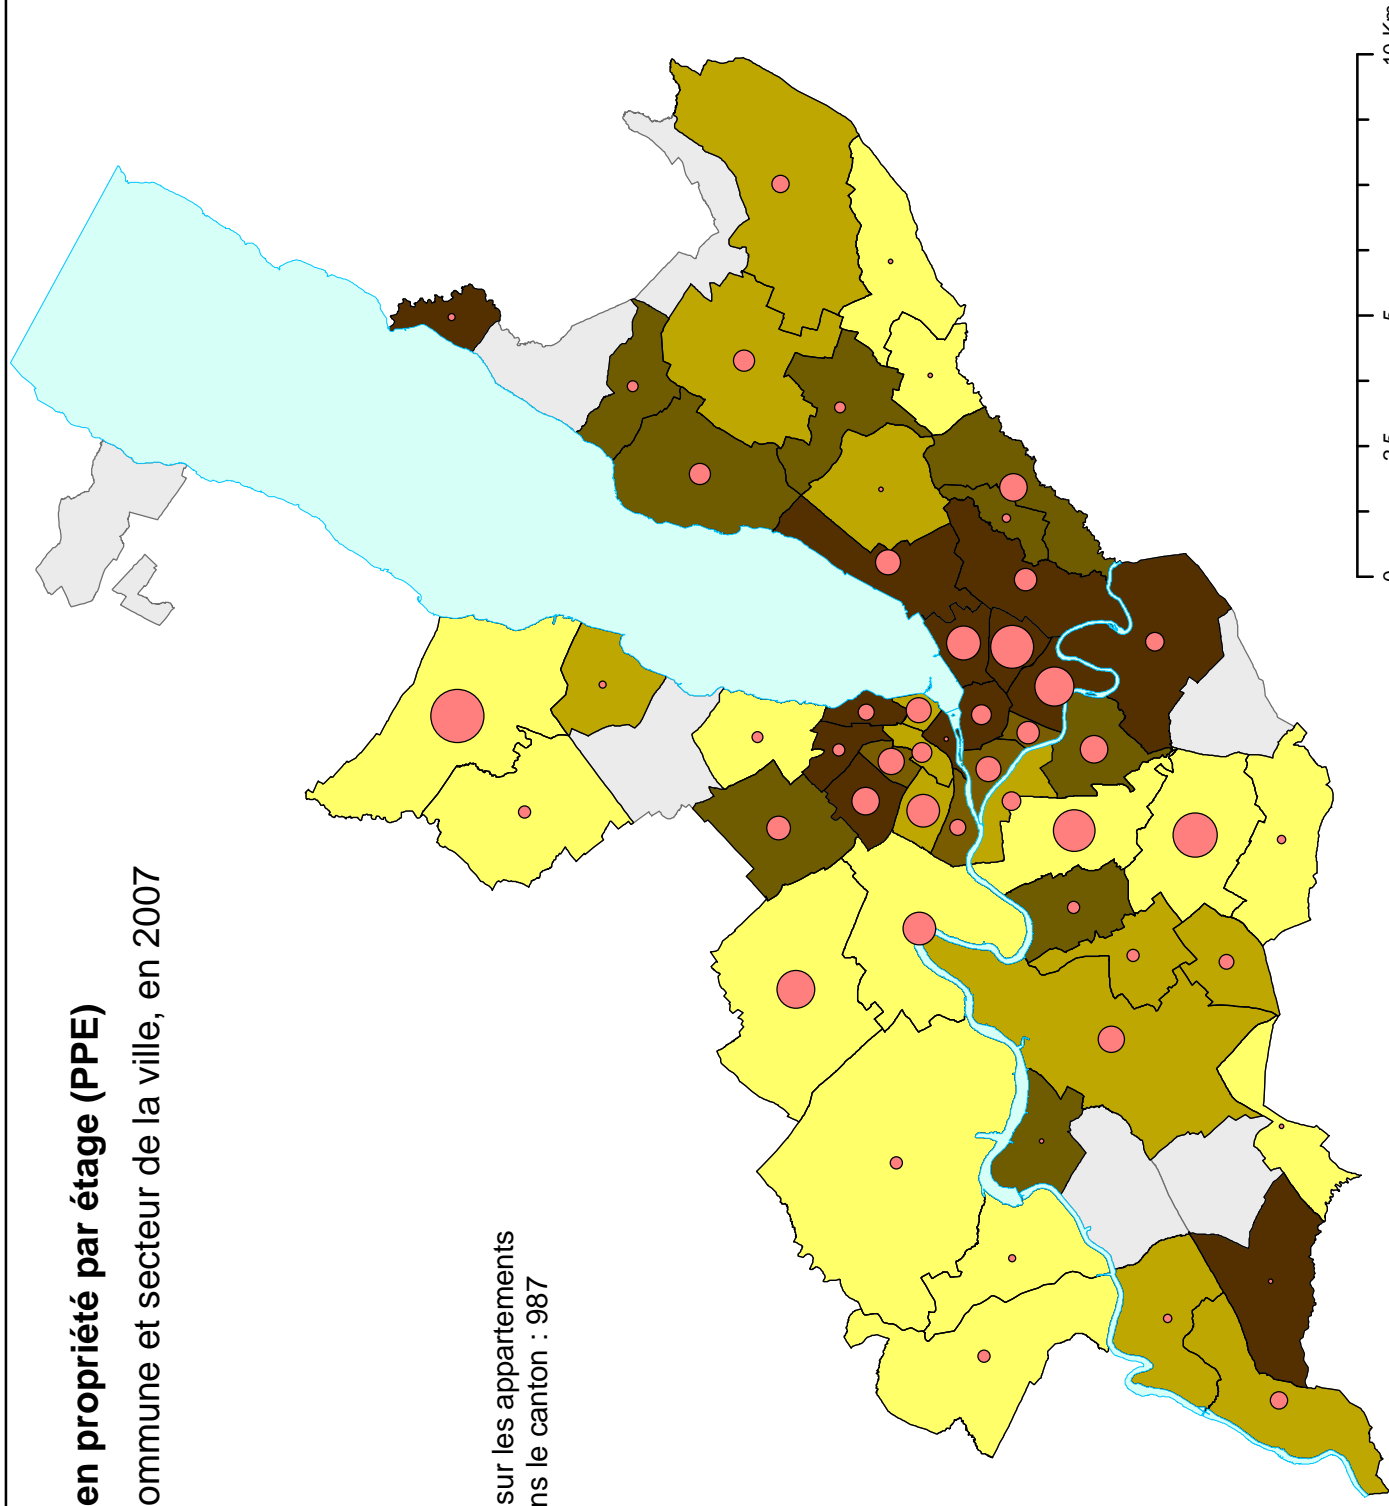 en propriété par étage (PPE)
ommune et secteur de la ville, en 2007
sur les appartements
ns le canton : 987
5